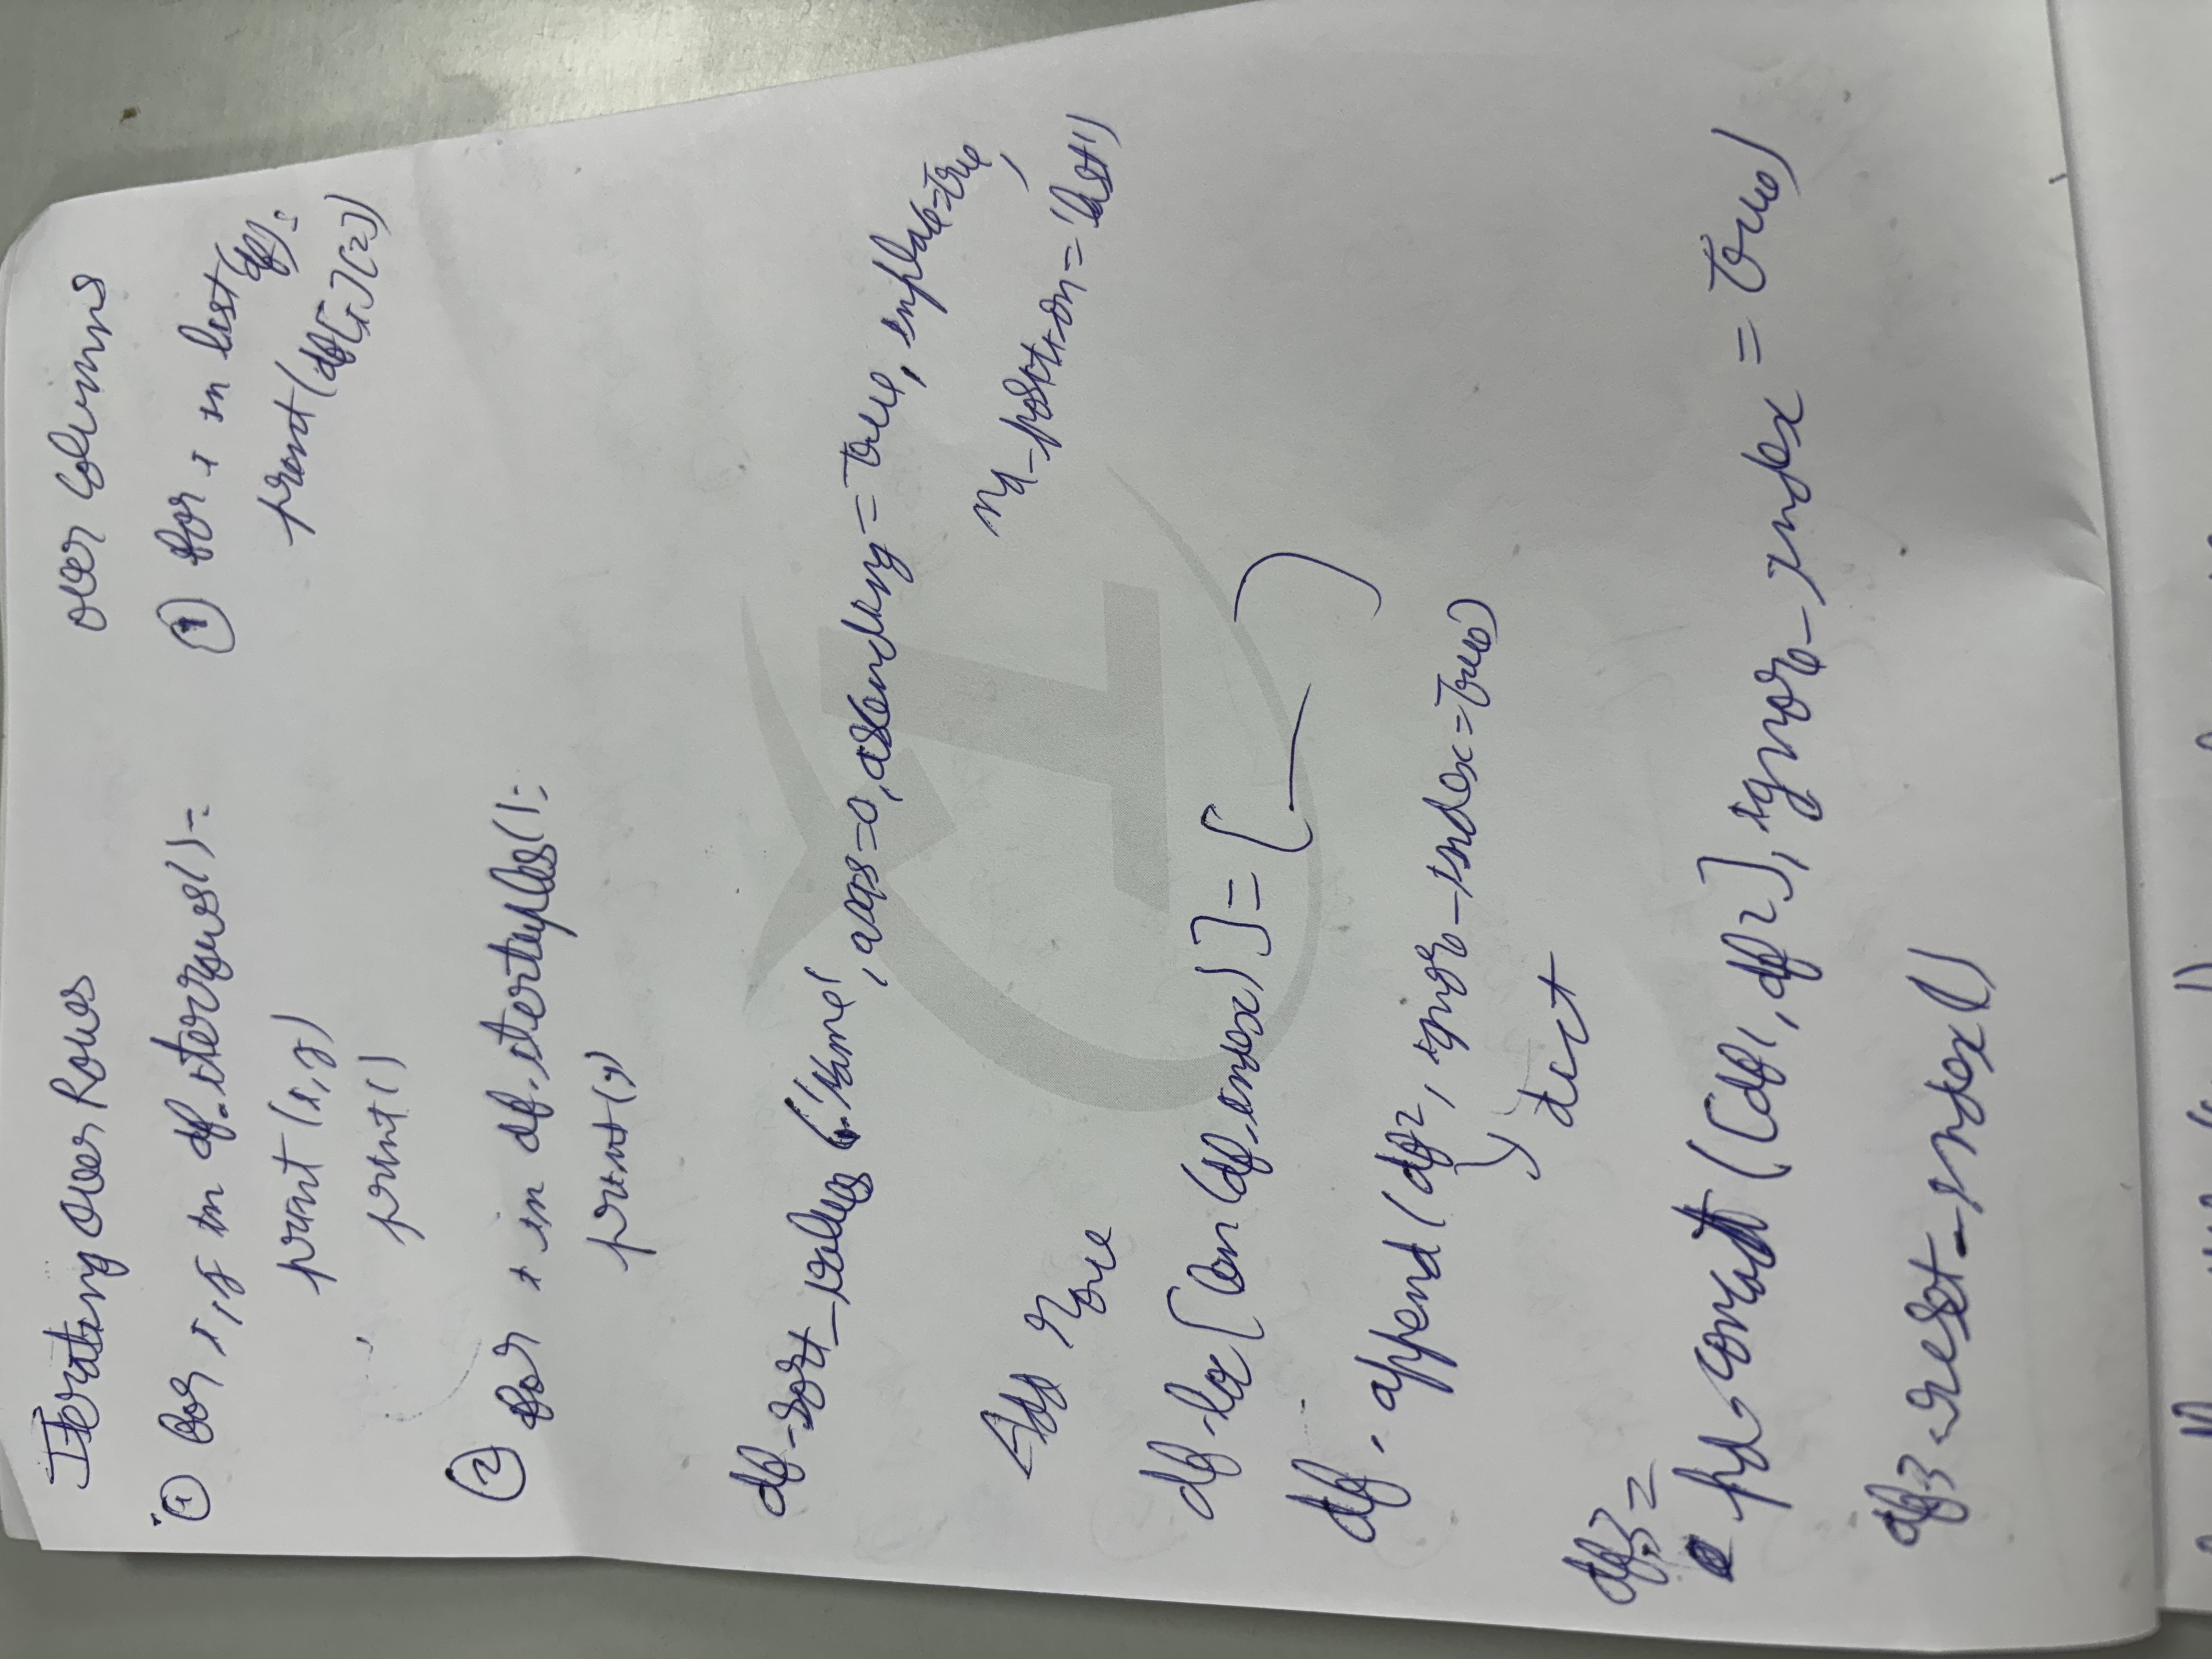 Iterating Over Rows
① for i, j in df.iterrows():
print (i, j)
print()
② for i in df.itertuples():
print(i)
over columns
① for i in list(df):
print(df[i][2])
df.sort_values('Name', axis=0, ascending=True, inplace=True,
na_position='last')
Add row
df.loc[len(df.index)]=[ ]
df.append(df2, ignore_index=True)
dict
df3=
pd.concat([df1, df2], ignore_index=True)
df3.reset_index()